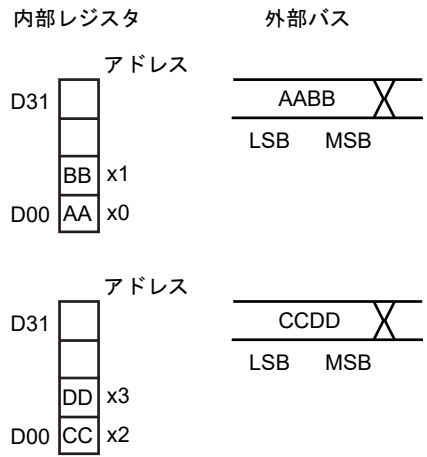 内部レジスタ 外部バス
アドレス
D31 AABB
LSB MSB
BB x1
D00 AA x0
アドレス
D31 CCDD
LSB MSB
DD x3
D00 CC x2